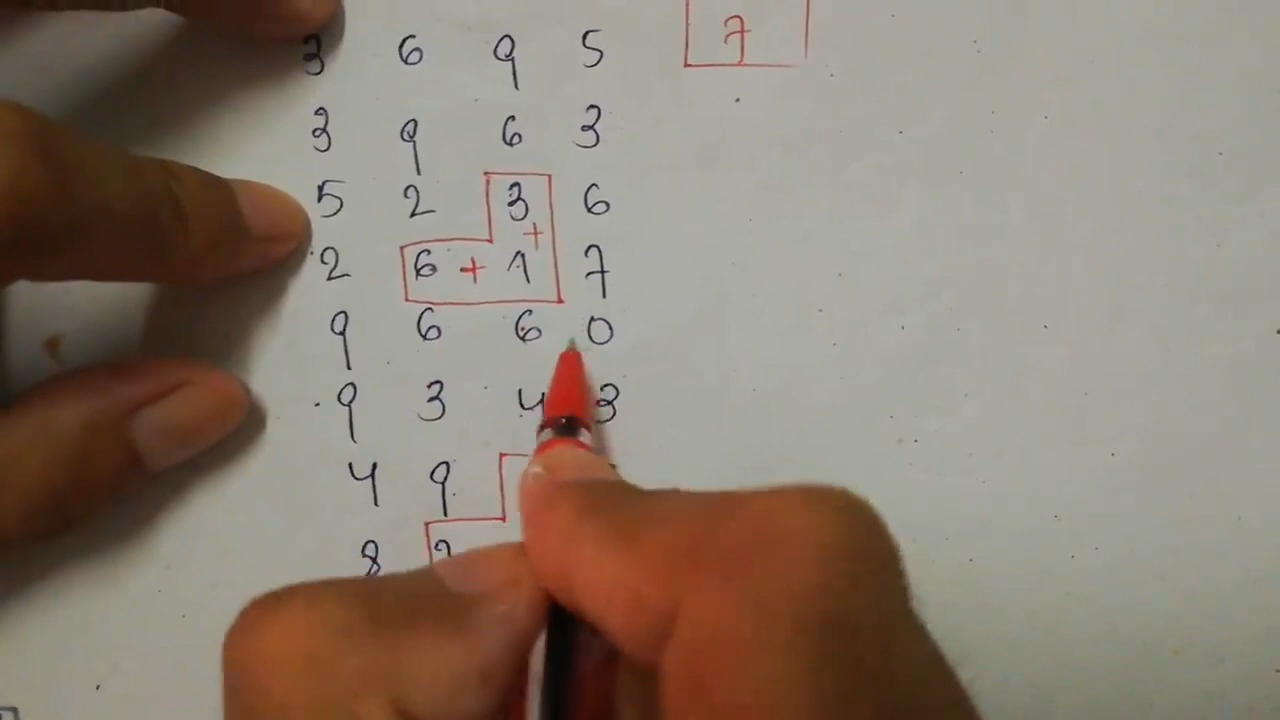 3 6 9 5 7
3 9 6 3
5 2 3 6
+
2 6 + 1 7
9 6 6 0
9 3 4 3
4 9
8